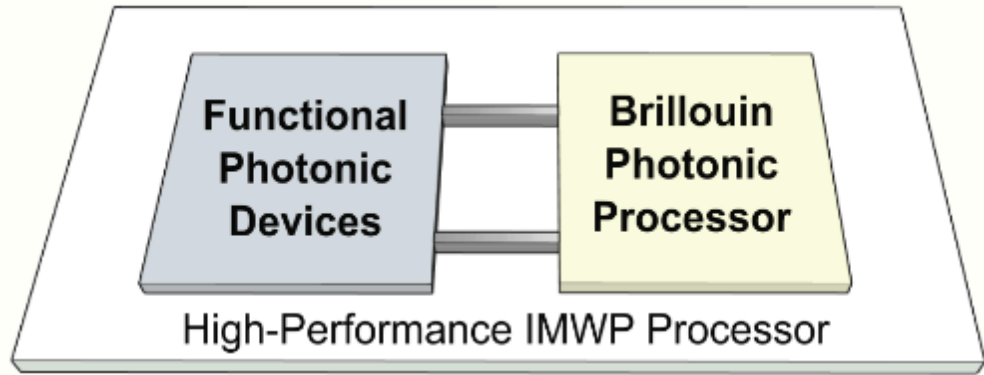 Functional
Photonic
Devices
Brillouin
Photonic
Processor
High-Performance IMWP Processor